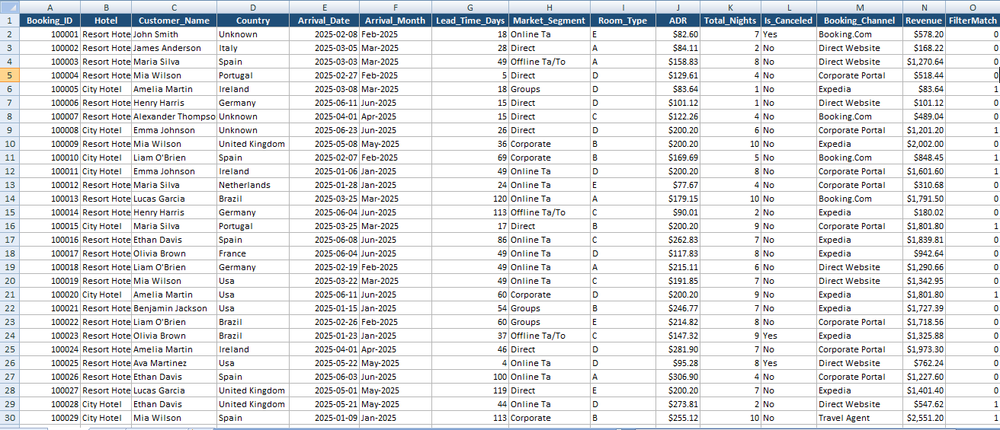 A B C D E F G H I J K L M N O
1 Booking_ID Hotel Customer_Name Country Arrival_Date Arrival_Month Lead_Time_Days Market_Segment Room_Type ADR Total_Nights Is_Canceled Booking_Channel Revenue FilterMatch
2 100001 Resort Hote John Smith Unknown 2025-02-08 Feb-2025 18 Online Ta E $82.60 7 Yes Booking.Com $578.20 0
3 100002 Resort Hote James Anderson Italy 2025-03-05 Mar-2025 28 Direct A $84.11 2 No Direct Website $168.22 0
4 100003 Resort Hote Maria Silva Spain 2025-03-03 Mar-2025 49 Offline Ta/To A $158.83 8 No Direct Website $1,270.64 0
5 100004 Resort Hote Mia Wilson Portugal 2025-02-27 Feb-2025 5 Direct D $129.61 4 No Corporate Portal $518.44 0
6 100005 City Hotel Amelia Martin Ireland 2025-03-08 Mar-2025 18 Groups D $83.64 1 No Expedia $83.64 1
7 100006 Resort Hote Henry Harris Germany 2025-06-11 Jun-2025 15 Direct D $101.12 1 No Direct Website $101.12 0
8 100007 Resort Hote Alexander Thompso Unknown 2025-04-01 Apr-2025 15 Direct C $122.26 4 No Booking.Com $489.04 0
9 100008 City Hotel Emma Johnson Unknown 2025-06-23 Jun-2025 26 Direct D $200.20 6 No Corporate Portal $1,201.20 1
10 100009 Resort Hote Mia Wilson United Kingdom 2025-05-08 May-2025 36 Corporate B $200.20 10 No Expedia $2,002.00 0
11 100010 City Hotel Liam O'Brien Spain 2025-02-07 Feb-2025 69 Corporate B $169.69 5 No Booking.Com $848.45 1
12 100011 City Hotel Emma Johnson Ireland 2025-01-06 Jan-2025 49 Online Ta D $200.20 8 No Corporate Portal $1,601.60 1
13 100012 Resort Hote Maria Silva Netherlands 2025-01-28 Jan-2025 24 Online Ta E $77.67 4 No Corporate Portal $310.68 0
14 100013 Resort Hote Lucas Garcia Brazil 2025-03-25 Mar-2025 120 Online Ta A $179.15 10 No Booking.Com $1,791.50 0
15 100014 Resort Hote Henry Harris Germany 2025-06-04 Jun-2025 113 Offline Ta/To C $90.01 2 No Expedia $180.02 0
16 100015 City Hotel Maria Silva Portugal 2025-03-25 Mar-2025 17 Direct B $200.20 9 No Corporate Portal $1,801.80 1
17 100016 Resort Hote Ethan Davis Spain 2025-06-08 Jun-2025 86 Online Ta C $262.83 7 No Expedia $1,839.81 0
18 100017 Resort Hote Olivia Brown France 2025-06-04 Jun-2025 49 Online Ta D $117.83 8 No Expedia $942.64 0
19 100018 Resort Hote Liam O'Brien Germany 2025-02-19 Feb-2025 49 Online Ta A $215.11 6 No Direct Website $1,290.66 0
20 100019 Resort Hote Mia Wilson Usa 2025-03-22 Mar-2025 49 Online Ta C $191.85 7 No Direct Website $1,342.95 0
21 100020 City Hotel Amelia Martin Usa 2025-06-11 Jun-2025 60 Corporate D $200.20 9 No Expedia $1,801.80 1
22 100021 Resort Hote Benjamin Jackson Usa 2025-01-15 Jan-2025 54 Groups B $246.77 7 No Expedia $1,727.39 0
23 100022 Resort Hote Liam O'Brien Brazil 2025-02-26 Feb-2025 60 Groups E $214.82 8 No Corporate Portal $1,718.56 0
24 100023 Resort Hote Olivia Brown Brazil 2025-01-23 Jan-2025 37 Offline Ta/To C $147.32 9 Yes Expedia $1,325.88 0
25 100024 Resort Hote Amelia Martin Ireland 2025-04-01 Apr-2025 46 Direct D $281.90 7 No Corporate Portal $1,973.30 0
26 100025 Resort Hote Ava Martinez Usa 2025-05-22 May-2025 4 Online Ta D $95.28 8 Yes Direct Website $762.24 0
27 100026 Resort Hote Ethan Davis Spain 2025-06-03 Jun-2025 100 Online Ta A $306.90 4 No Corporate Portal $1,227.60 0
28 100027 Resort Hote Lucas Garcia United Kingdom 2025-05-01 May-2025 119 Direct E $200.20 7 No Expedia $1,401.40 0
29 100028 City Hotel Ethan Davis United Kingdom 2025-05-21 May-2025 44 Online Ta D $273.81 2 No Direct Website $547.62 1
30 100029 City Hotel Mia Wilson Spain 2025-01-09 Jan-2025 113 Corporate B $255.12 10 No Travel Agent $2,551.20 1